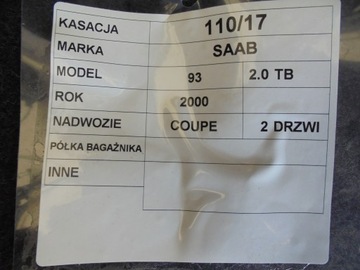 KASACJA 110/17
MARKA SAAB
MODEL 93 2.0 TB
ROK 2000
NADWOZIE COUPE 2 DRZWI
PÓŁKA BAGAŻNIKA
INNE